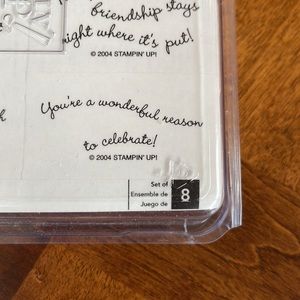 friendship stays
right where it's put!
© 2004 STAMPIN' UP!
You're a wonderful reason
to celebrate!
© 2004 STAMPIN' UP!
Set of
Ensemble de
Juego de
8